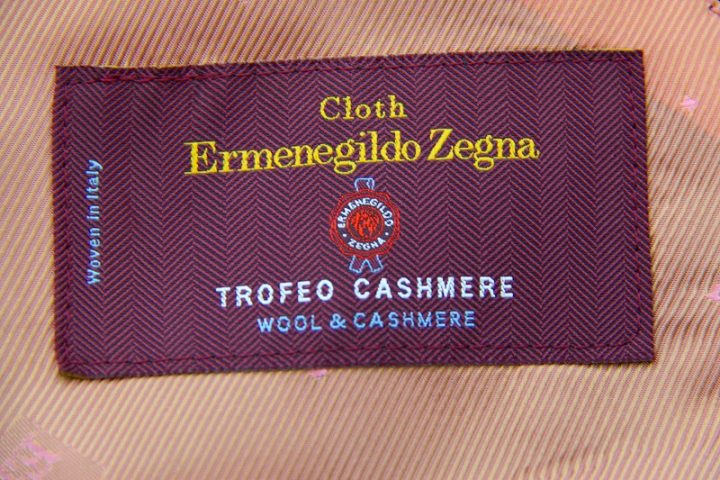 Cloth
Ermenegildo Zegna
ERMENEGILDO
ZEGNA
TROFEO CASHMERE
WOOL & CASHMERE
Woven in Italy